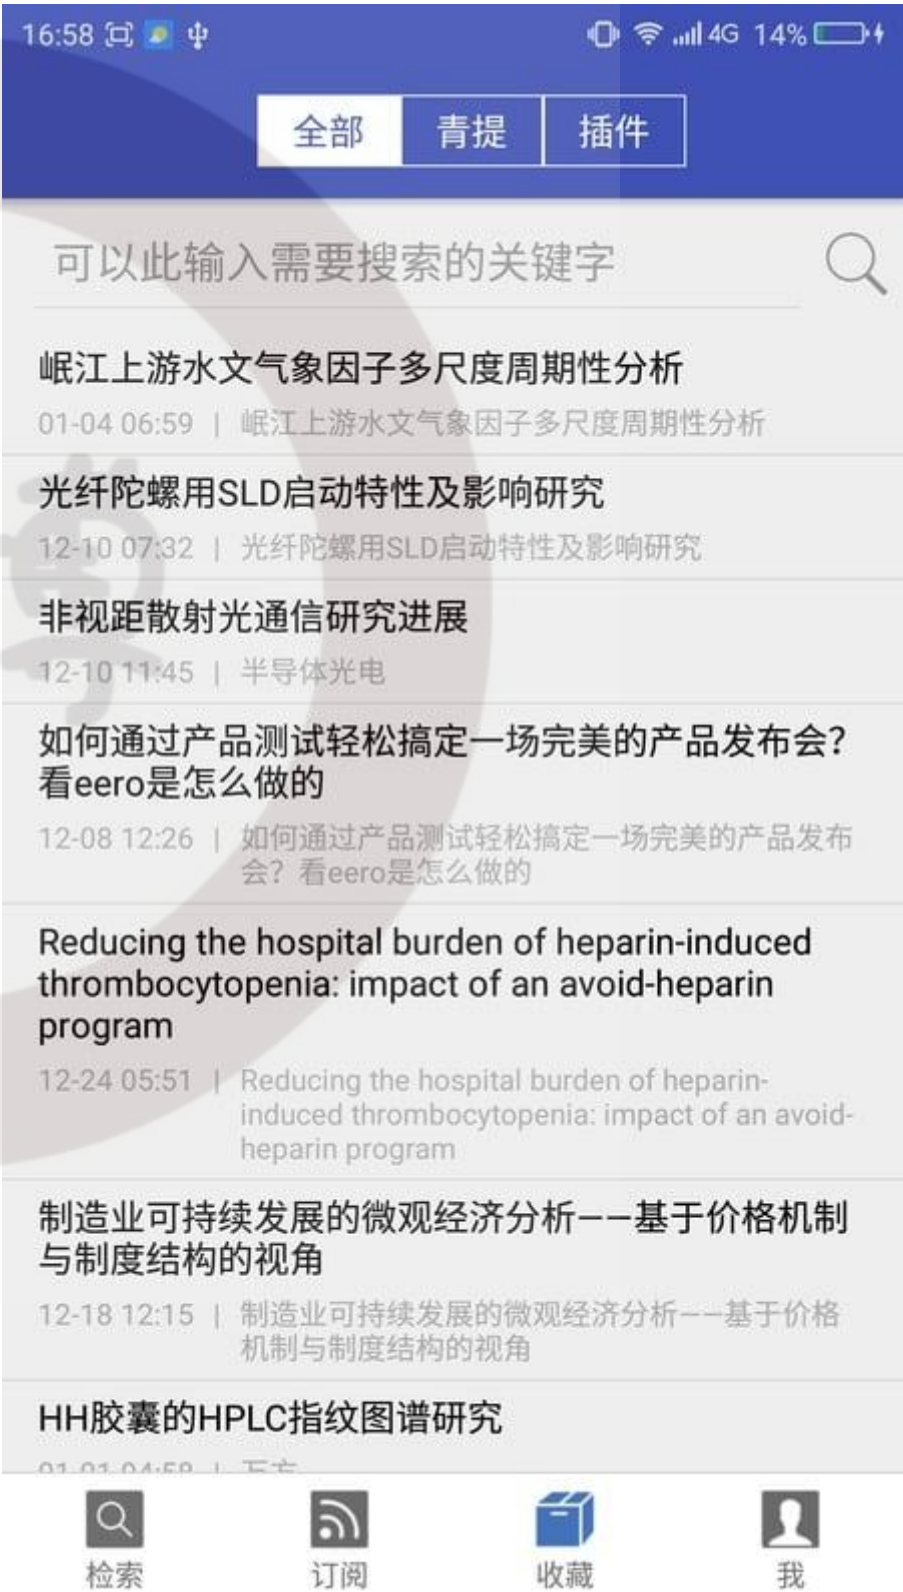 16:58 4G 14%
全部 青提 插件
可以此输入需要搜索的关键字
岷江上游水文气象因子多尺度周期性分析
01-04 06:59 | 岷江上游水文气象因子多尺度周期性分析
光纤陀螺用SLD启动特性及影响研究
12-10 07:32 | 光纤陀螺用SLD启动特性及影响研究
非视距散射光通信研究进展
12-10 11:45 | 半导体光电
如何通过产品测试轻松搞定一场完美的产品发布会?
看eero是怎么做的
12-08 12:26 | 如何通过产品测试轻松搞定一场完美的产品发布
会？看eero是怎么做的
Reducing the hospital burden of heparin-induced
thrombocytopenia: impact of an avoid-heparin
program
12-24 05:51 | Reducing the hospital burden of heparin-
induced thrombocytopenia: impact of an avoid-
heparin program
制造业可持续发展的微观经济分析——基于价格机制
与制度结构的视角
12-18 12:15 | 制造业可持续发展的微观经济分析——基于价格
机制与制度结构的视角
HH胶囊的HPLC指纹图谱研究
检索 订阅 收藏 我